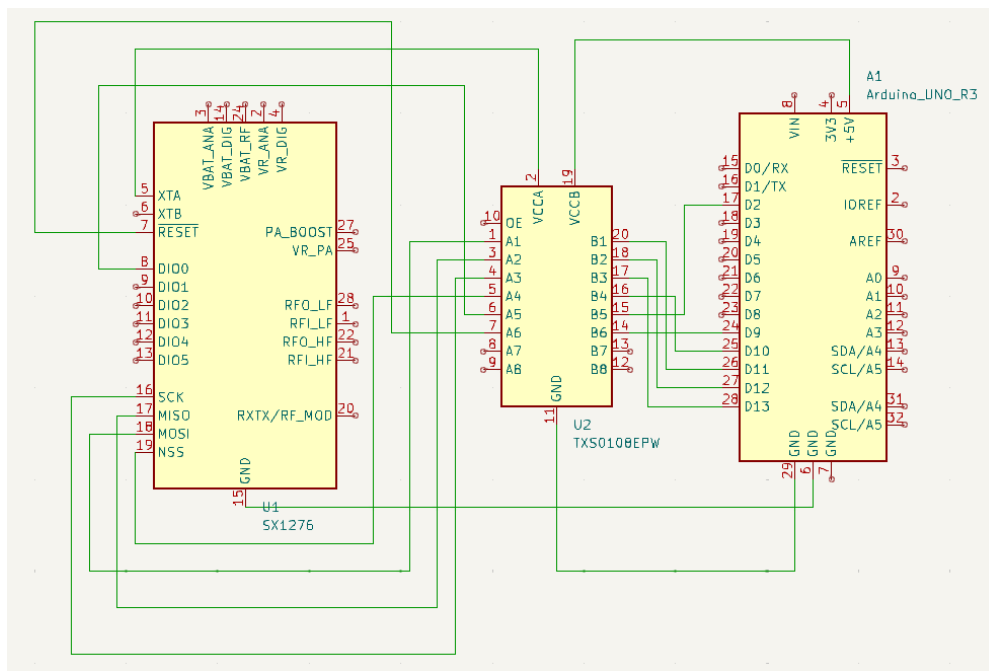 A1
Arduino_UNO_R3
3 14 24 2 4
VBAT_ANA
VBAT_DIG
VBAT_RF
VR_ANA
VR_DIG
5 XTA
6 XTB
7 RESET
8 DIO0
9 DIO1
10 DIO2
11 DIO3
12 DIO4
13 DIO5
16 SCK
17 MISO
18 MOSI
19 NSS
PA_BOOST 27
VR_PA 25
RFO_LF 28
RFI_LF 1
RFO_HF 22
RFI_HF 21
RXTX/RF_MOD 20
GND
15
U1
SX1276
2 19
VCCA
VCCB
10 OE
1 A1
3 A2
4 A3
5 A4
6 A5
7 A6
8 A7
9 A8
B1 20
B2 18
B3 17
B4 16
B5 15
B6 14
B7 13
B8 12
GND
11
U2
TXS0108EPW
8 4 5
VIN
3V3
+5V
15 D0/RX
16 D1/TX
17 D2
18 D3
19 D4
20 D5
21 D6
22 D7
23 D8
24 D9
25 D10
26 D11
27 D12
28 D13
RESET 3
IOREF 2
AREF 30
A0 9
A1 10
A2 11
A3 12
SDA/A4 13
SCL/A5 14
SDA/A4 31
SCL/A5 32
GND
GND
GND
29 6 7